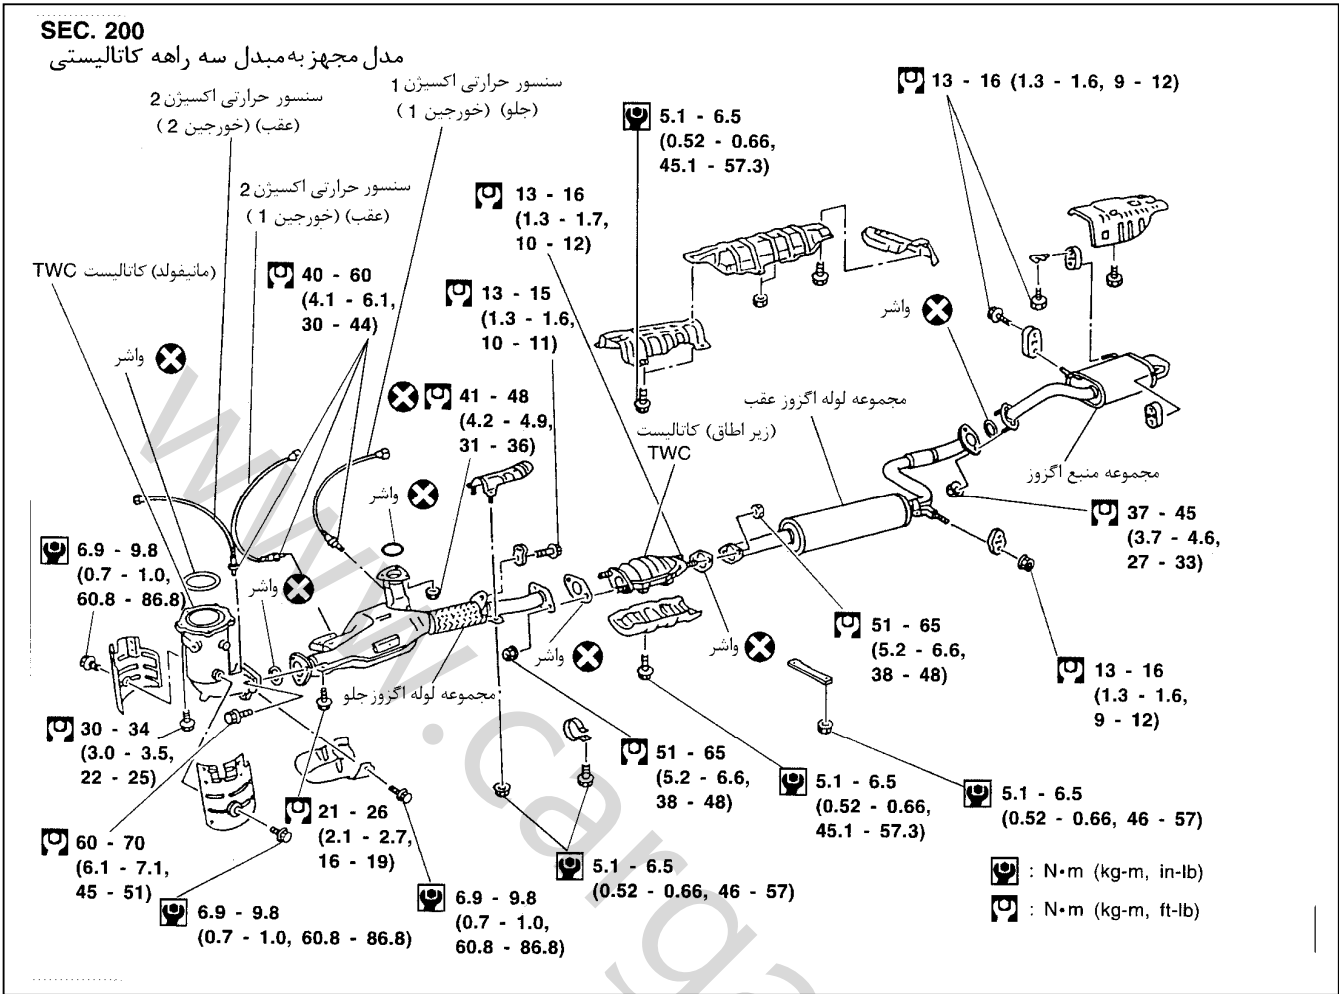 SEC. 200
مدل مجهز به مبدل سه راهه کاتالیستی
سنسور حرارتی اکسیژن 1
(جلو) (خورجین 1)
سنسور حرارتی اکسیژن 2
(عقب) (خورجین 2)
سنسور حرارتی اکسیژن 2
(عقب) (خورجین 1)
(مانیفولد) کاتالیست TWC
واشر
40 - 60
(4.1 - 6.1,
30 - 44)
13 - 16
(1.3 - 1.7,
10 - 12)
13 - 15
(1.3 - 1.6,
10 - 11)
41 - 48
(4.2 - 4.9,
31 - 36)
واشر
5.1 - 6.5
(0.52 - 0.66,
45.1 - 57.3)
13 - 16 (1.3 - 1.6, 9 - 12)
واشر
مجموعه لوله اگزوز عقب
(زیر اطاق) کاتالیست
TWC
مجموعه منبع اگزوز
37 - 45
(3.7 - 4.6,
27 - 33)
6.9 - 9.8
(0.7 - 1.0,
60.8 - 86.8)
واشر
واشر
واشر
51 - 65
(5.2 - 6.6,
38 - 48)
13 - 16
(1.3 - 1.6,
9 - 12)
مجموعه لوله اگزوز جلو
30 - 34
(3.0 - 3.5,
22 - 25)
51 - 65
(5.2 - 6.6,
38 - 48)
5.1 - 6.5
(0.52 - 0.66,
45.1 - 57.3)
5.1 - 6.5
(0.52 - 0.66, 46 - 57)
21 - 26
(2.1 - 2.7,
16 - 19)
60 - 70
(6.1 - 7.1,
45 - 51)
5.1 - 6.5
(0.52 - 0.66, 46 - 57)
6.9 - 9.8
(0.7 - 1.0, 60.8 - 86.8)
6.9 - 9.8
(0.7 - 1.0,
60.8 - 86.8)
: N•m (kg-m, in-lb)
: N•m (kg-m, ft-lb)
www.carga